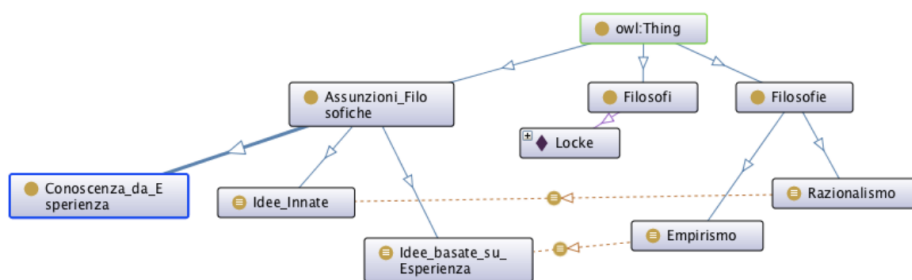 owl:Thing
Assunzioni_Filo
sofiche
Filosofi
Filosofie
Locke
Conoscenza_da_E
sperienza
Idee_Innate
Razionalismo
Empirismo
Idee_basate_su_
Esperienza